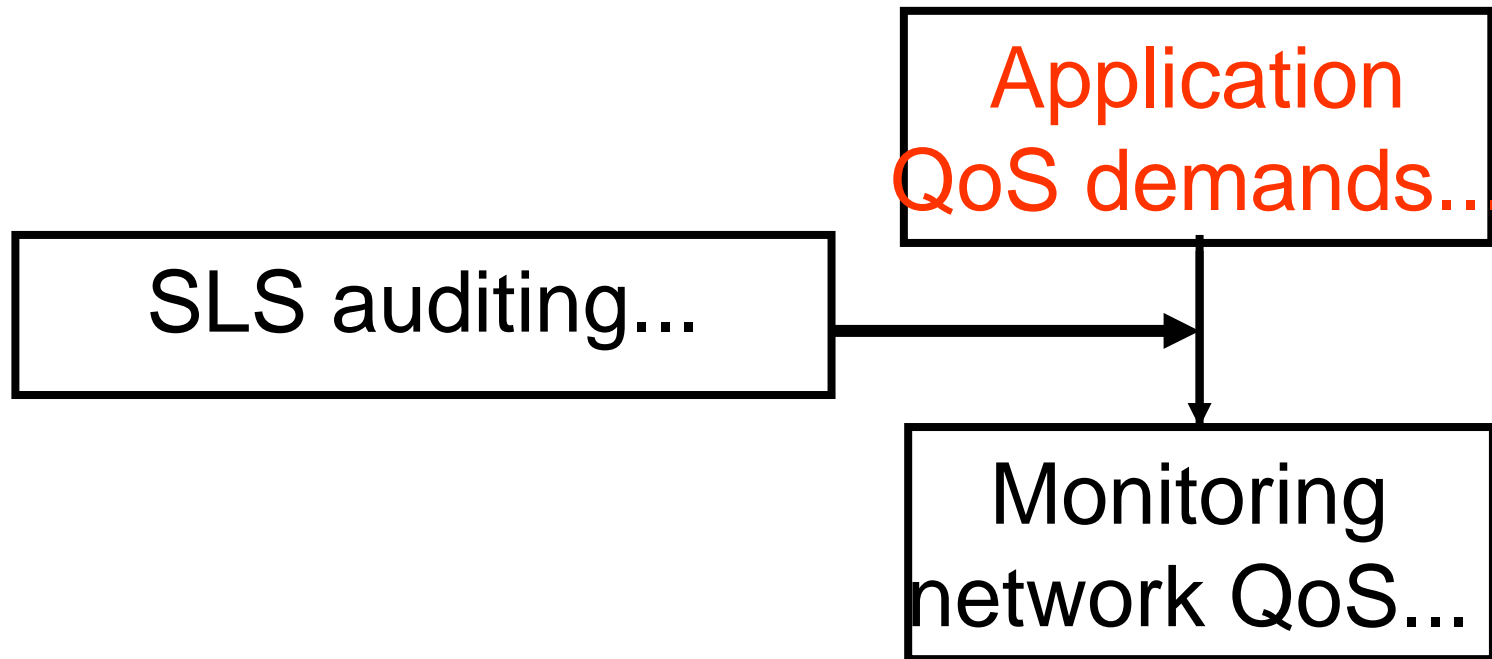 Application
QoS demands...
SLS auditing...
Monitoring
network QoS...